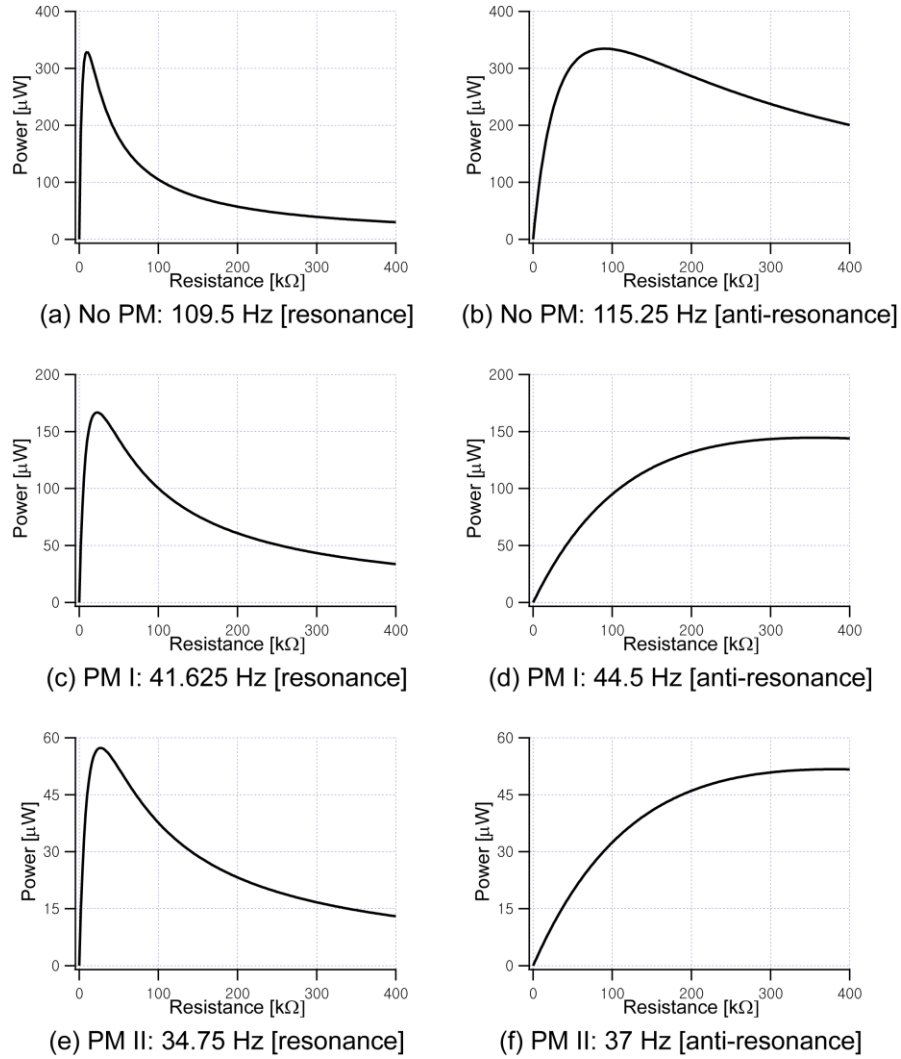 400
300
200
100
0
Power [μW]
0 100 200 300 400
Resistance [kΩ]
(a) No PM: 109.5 Hz [resonance]
400
300
200
100
0
Power [μW]
0 100 200 300 400
Resistance [kΩ]
(b) No PM: 115.25 Hz [anti-resonance]
200
150
100
50
0
Power [μW]
0 100 200 300 400
Resistance [kΩ]
(c) PM I: 41.625 Hz [resonance]
200
150
100
50
0
Power [μW]
0 100 200 300 400
Resistance [kΩ]
(d) PM I: 44.5 Hz [anti-resonance]
60
45
30
15
0
Power [μW]
0 100 200 300 400
Resistance [kΩ]
(e) PM II: 34.75 Hz [resonance]
60
45
30
15
0
Power [μW]
0 100 200 300 400
Resistance [kΩ]
(f) PM II: 37 Hz [anti-resonance]